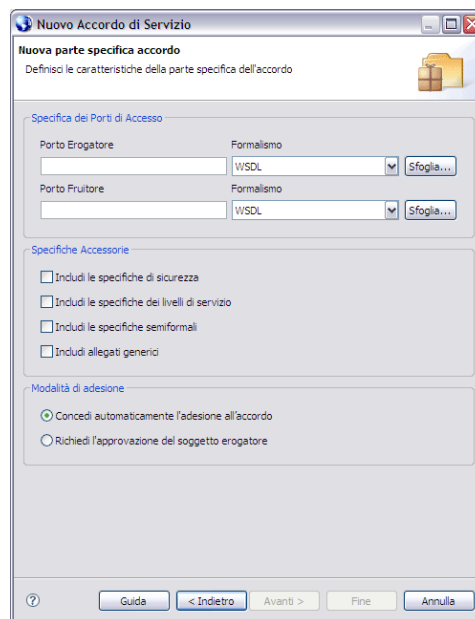 Nuovo Accordo di Servizio
Nuova parte specifica accordo
Definisci le caratteristiche della parte specifica dell'accordo
Specifica dei Porti di Accesso
Porto Erogatore Formalismo
WSDL Sfoglia...
Porto Fruitore Formalismo
WSDL Sfoglia...
Specifiche Accessorie
Includi le specifiche di sicurezza
Includi le specifiche dei livelli di servizio
Includi le specifiche semiformali
Includi allegati generici
Modalità di adesione
Concedi automaticamente l'adesione all'accordo
Richiedi l'approvazione del soggetto erogatore
? Guida < Indietro Avanti > Fine Annulla